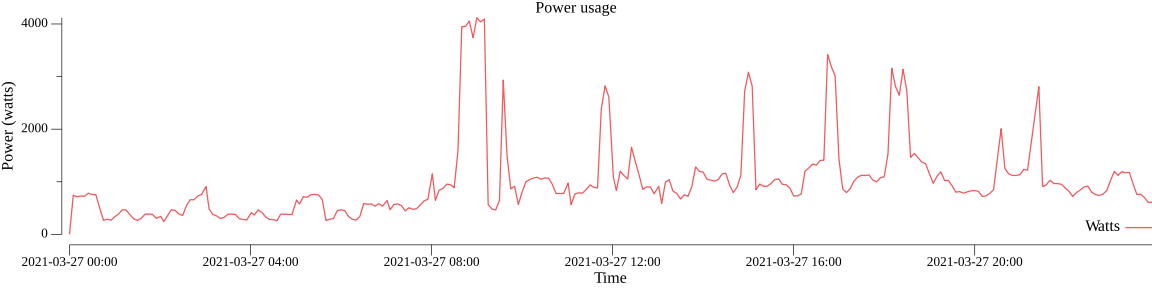 Power usage
4000
2000
0
Power (watts)
Watts
2021-03-27 00:00
2021-03-27 04:00
2021-03-27 08:00
2021-03-27 12:00
2021-03-27 16:00
2021-03-27 20:00
Time